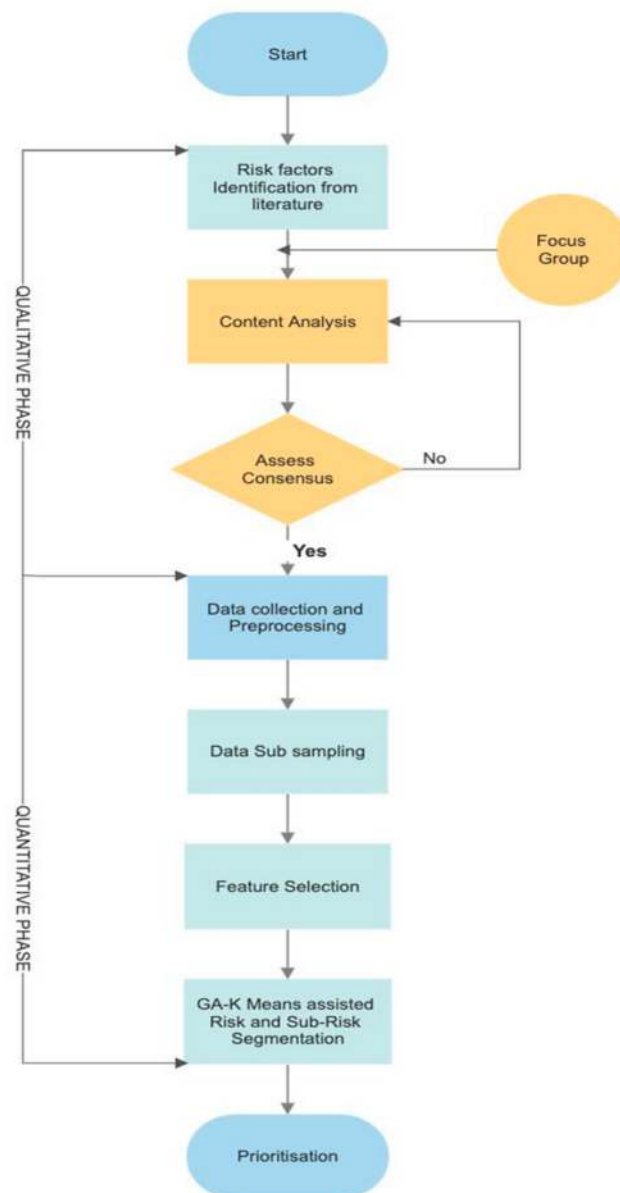 Start
Risk factors
Identification from
literature
Focus
Group
QUALITATIVE PHASE
Content Analysis
Assess
Consensus
No
Yes
Data collection and
Preprocessing
Data Sub sampling
QUANTITATIVE PHASE
Feature Selection
GA-K Means assisted
Risk and Sub-Risk
Segmentation
Prioritisation